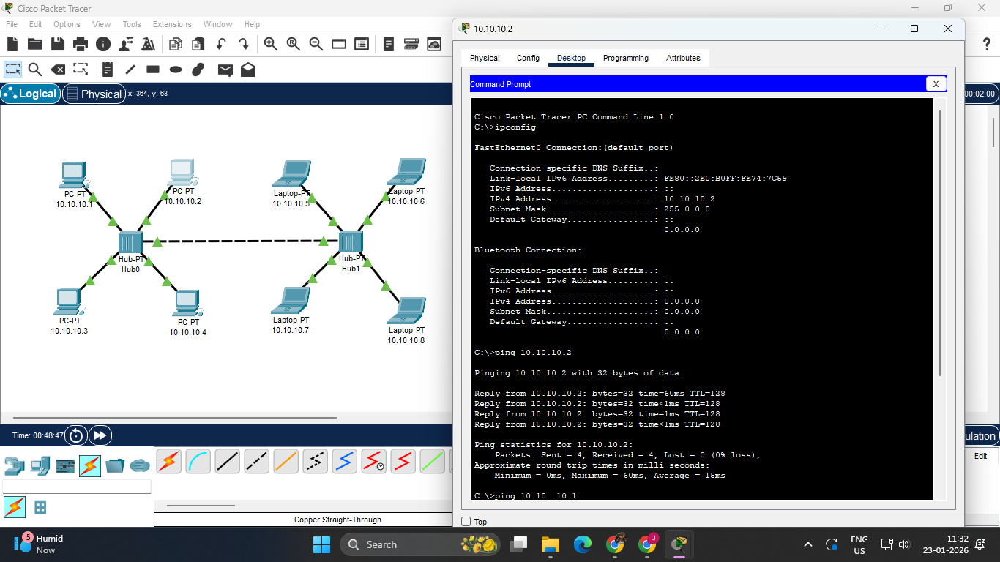 Cisco Packet Tracer
File Edit Options View Tools Extensions Window Help
Logical
Physical
x: 364, y: 63
PC-PT
10.10.10.1
PC-PT
10.10.10.2
Laptop-PT
10.10.10.5
Laptop-PT
10.10.10.6
Hub-PT
Hub0
Hub-PT
Hub1
PC-PT
10.10.10.3
PC-PT
10.10.10.4
Laptop-PT
10.10.10.7
Laptop-PT
10.10.10.8
Time: 00:48:47
Copper Straight-Through
10.10.10.2
Physical Config Desktop Programming Attributes
Command Prompt
X
Cisco Packet Tracer PC Command Line 1.0
C:\>ipconfig
FastEthernet0 Connection:(default port)
Connection-specific DNS Suffix..:
Link-local IPv6 Address.........: FE80::2E0:B0FF:FE74:7C59
IPv6 Address....................: ::
IPv4 Address....................: 10.10.10.2
Subnet Mask.....................: 255.0.0.0
Default Gateway.................: ::
0.0.0.0
Bluetooth Connection:
Connection-specific DNS Suffix..:
Link-local IPv6 Address.........: ::
IPv6 Address....................: ::
IPv4 Address....................: 0.0.0.0
Subnet Mask.....................: 0.0.0.0
Default Gateway.................: ::
0.0.0.0
C:\>ping 10.10.10.2
Pinging 10.10.10.2 with 32 bytes of data:
Reply from 10.10.10.2: bytes=32 time=60ms TTL=128
Reply from 10.10.10.2: bytes=32 time<1ms TTL=128
Reply from 10.10.10.2: bytes=32 time=1ms TTL=128
Reply from 10.10.10.2: bytes=32 time<1ms TTL=128
Ping statistics for 10.10.10.2:
Packets: Sent = 4, Received = 4, Lost = 0 (0% loss),
Approximate round trip times in milli-seconds:
Minimum = 0ms, Maximum = 60ms, Average = 15ms
C:\>ping 10.10..10.1
Top
00:02:00
ulation
Edit
5
Humid
Now
Search
J
ENG
US
11:32
23-01-2026